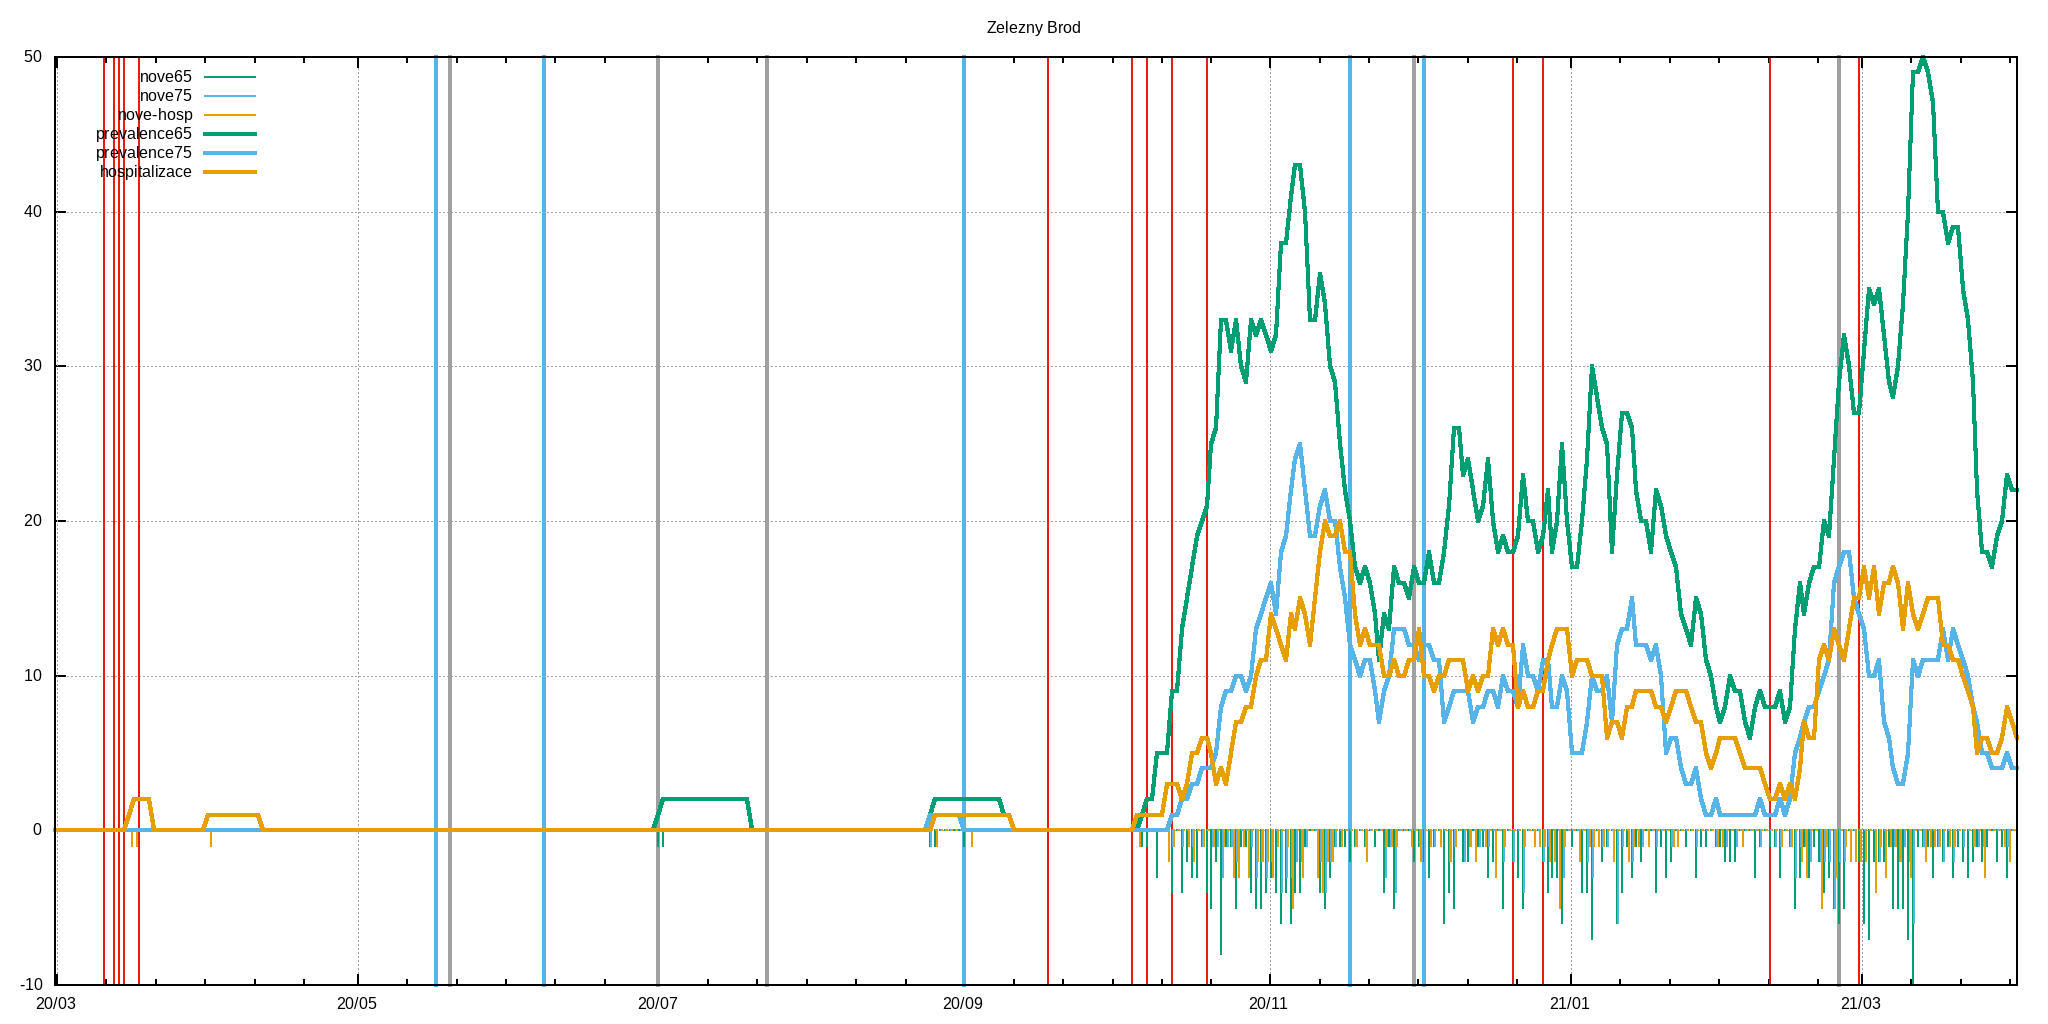 Zelezny Brod
50
nove65
nove75
nove-hosp
prevalence65
prevalence75
hospitalizace
40
30
20
10
0
-10
20/03 20/05 20/07 20/09 20/11 21/01 21/03